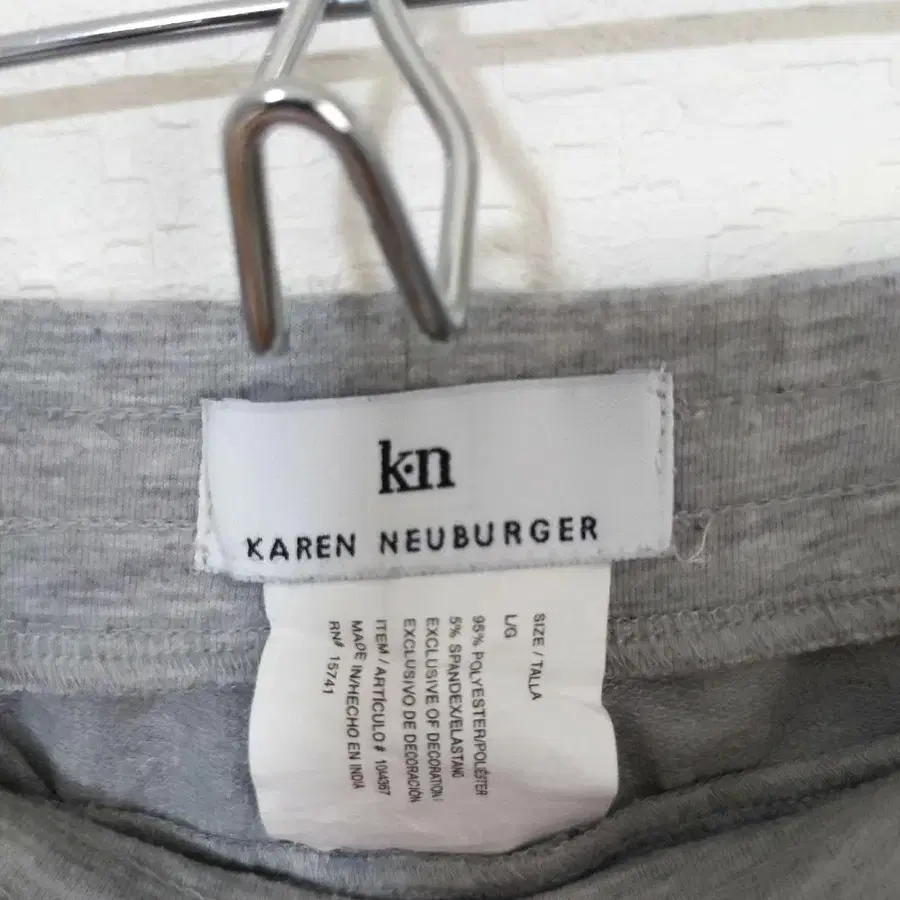 k·n
KAREN NEUBURGER
SIZE / TALLA
L/G
95% POLYESTER/POLIÉSTER
5% SPANDEX/ELASTANO
EXCLUSIVE OF DECORATION/
EXCLUSIVO DE DECORACIÓN
ITEM / ARTÍCULO # 104367
MADE IN/HECHO EN INDIA
RN# 15741